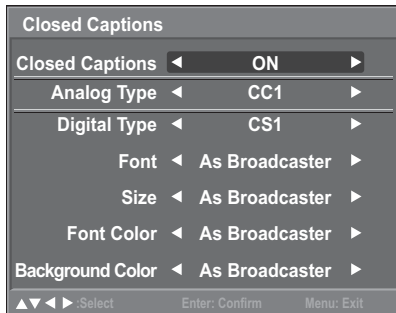 Closed Captions
Closed Captions ◀ ON ▶
Analog Type ◀ CC1 ▶
Digital Type ◀ CS1 ▶
Font ◀ As Broadcaster ▶
Size ◀ As Broadcaster ▶
Font Color ◀ As Broadcaster ▶
Background Color ◀ As Broadcaster ▶
▲▼◀ ▶ :Select Enter: Confirm Menu: Exit